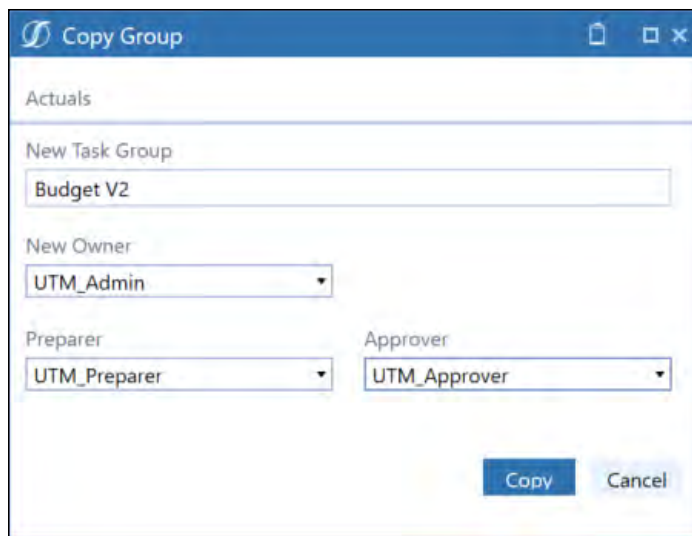 Copy Group
Actuals
New Task Group
Budget V2
New Owner
UTM_Admin
Preparer Approver
UTM_Preparer UTM_Approver
Copy Cancel